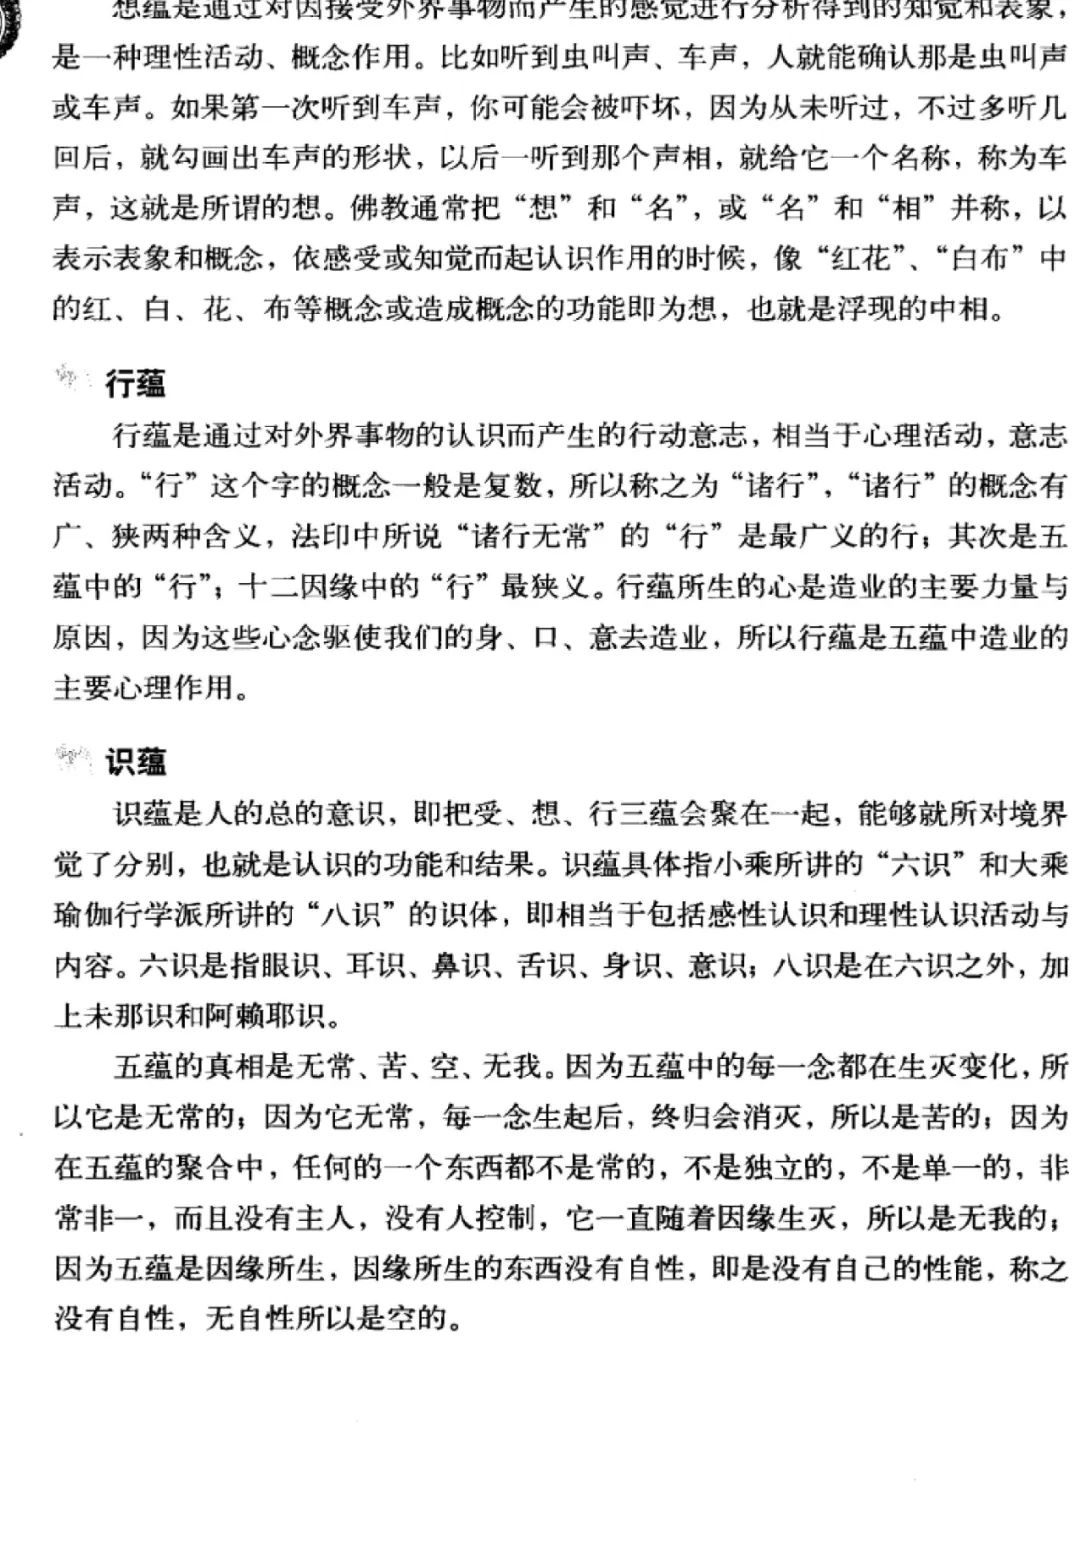 想蕴是通过对因接受外界事物而产生的感觉进行分析得到的知觉和表象，
是一种理性活动、概念作用。比如听到虫叫声、车声，人就能确认那是虫叫声
或车声。如果第一次听到车声，你可能会被吓坏，因为从未听过，不过多听几
回后，就勾画出车声的形状，以后一听到那个声相，就给它一个名称，称为车
声，这就是所谓的想。佛教通常把“想”和“名”，或“名”和“相”并称，以
表示表象和概念，依感受或知觉而起认识作用的时候，像“红花”、“白布”中
的红、白、花、布等概念或造成概念的功能即为想，也就是浮现的中相。
行蕴
行蕴是通过对外界事物的认识而产生的行动意志，相当于心理活动，意志
活动。“行”这个字的概念一般是复数，所以称之为“诸行”，“诸行”的概念有
广、狭两种含义，法印中所说“诸行无常”的“行”是最广义的行；其次是五
蕴中的“行”；十二因缘中的“行”最狭义。行蕴所生的心是造业的主要力量与
原因，因为这些心念驱使我们的身、口、意去造业，所以行蕴是五蕴中造业的
主要心理作用。
识蕴
识蕴是人的总的意识，即把受、想、行三蕴会聚在一起，能够就所对境界
觉了分别，也就是认识的功能和结果。识蕴具体指小乘所讲的“六识”和大乘
瑜伽行学派所讲的“八识”的识体，即相当于包括感性认识和理性认识活动与
内容。六识是指眼识、耳识、鼻识、舌识、身识、意识；八识是在六识之外，加
上末那识和阿赖耶识。
五蕴的真相是无常、苦、空、无我。因为五蕴中的每一念都在生灭变化，所
以它是无常的；因为它无常，每一念生起后，终归会消灭，所以是苦的；因为
在五蕴的聚合中，任何的一个东西都不是常的，不是独立的，不是单一的，非
常非一，而且没有主人，没有人控制，它一直随着因缘生灭，所以是无我的；
因为五蕴是因缘所生，因缘所生的东西没有自性，即是没有自己的性能，称之
没有自性，无自性所以是空的。